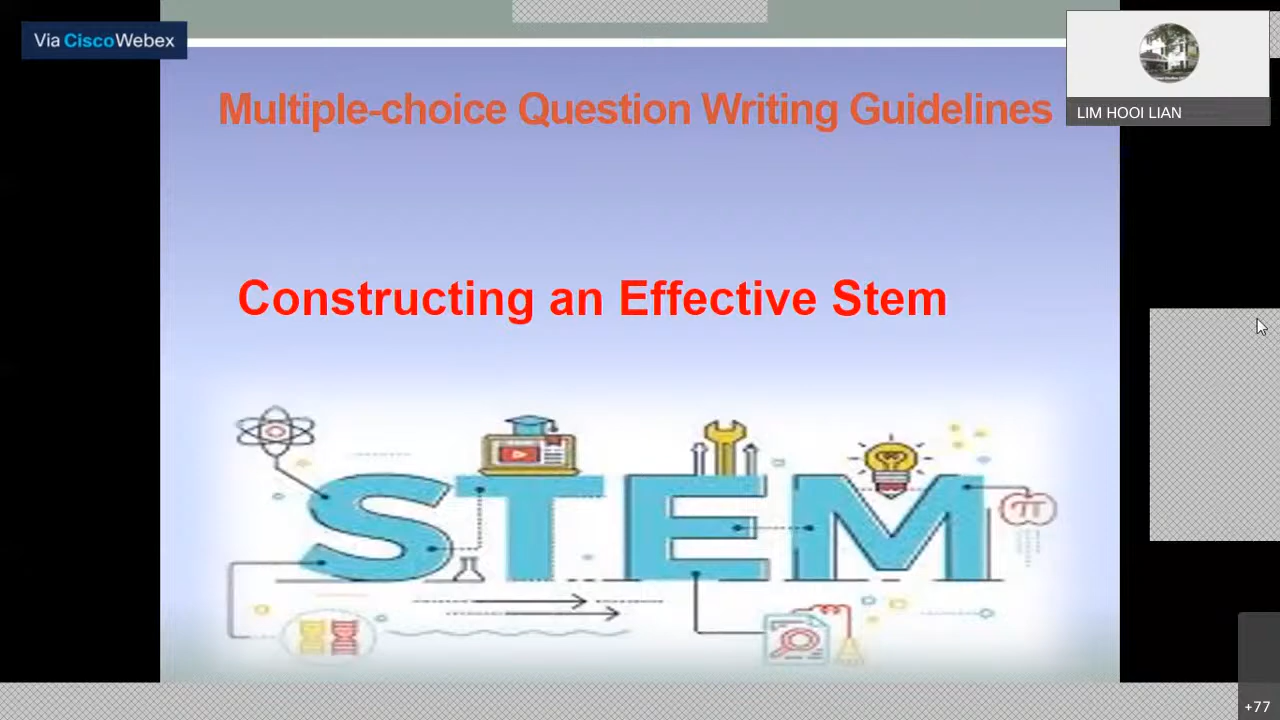 Via CiscoWebex
LIM HOOI LIAN
Multiple-choice Question Writing Guidelines
Constructing an Effective Stem
STEM
π
+77